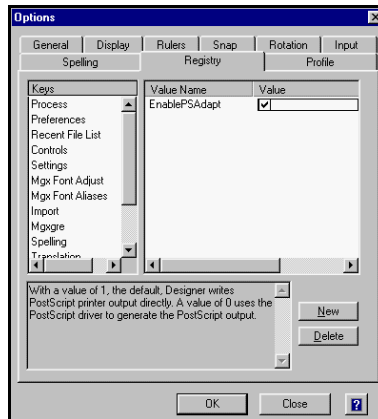 Options
General Display Rulers Snap Rotation Input
Spelling Registry Profile
Keys Value Name Value
Process EnablePSAdapt
Preferences
Recent File List
Controls
Settings
Mgx Font Adjust
Mgx Font Aliases
Import
Mgxgre
Spelling
Translation
With a value of 1, the default, Designer writes
PostScript printer output directly. A value of 0 uses the
PostScript driver to generate the PostScript output.
New
Delete
OK Close ?